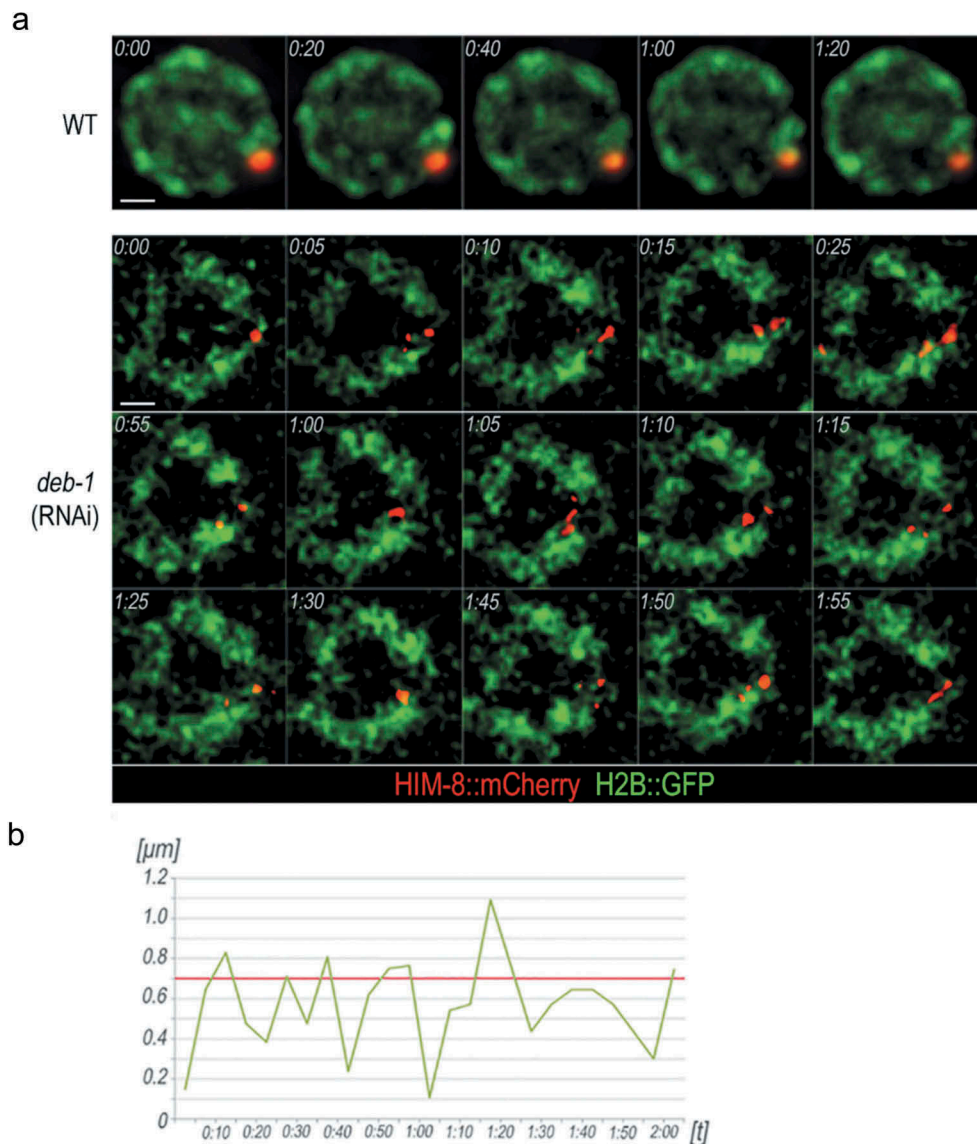 a
WT
0:00 0:20 0:40 1:00 1:20
deb-1
(RNAi)
0:00 0:05 0:10 0:15 0:25
0:55 1:00 1:05 1:10 1:15
1:25 1:30 1:45 1:50 1:55
HIM-8::mCherry H2B::GFP
b
[µm]
1.2
1.0
0.8
0.6
0.4
0.2
0
0:10 0:20 0:30 0:40 0:50 1:00 1:10 1:20 1:30 1:40 1:50 2:00 [t]